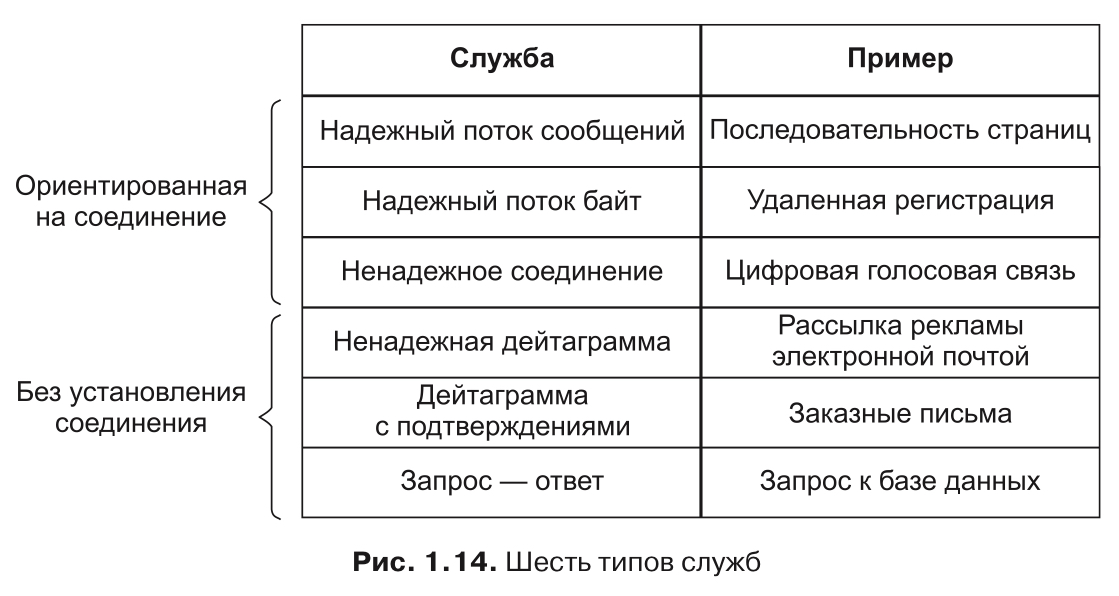 Служба
Пример
Ориентированная
на соединение
Надежный поток сообщений
Последовательность страниц
Надежный поток байт
Удаленная регистрация
Ненадежное соединение
Цифровая голосовая связь
Без установления
соединения
Ненадежная дейтаграмма
Рассылка рекламы
электронной почтой
Дейтаграмма
с подтверждениями
Заказные письма
Запрос — ответ
Запрос к базе данных
Рис. 1.14. Шесть типов служб